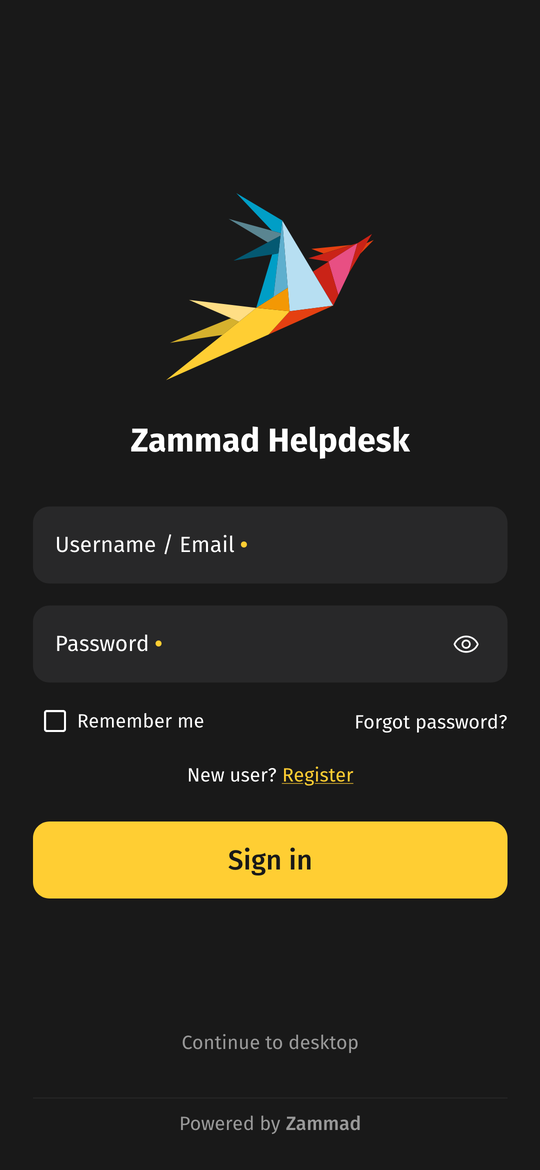 Zammad Helpdesk
Username / Email
Password
Remember me
Forgot password?
New user? Register
Sign in
Continue to desktop
Powered by Zammad